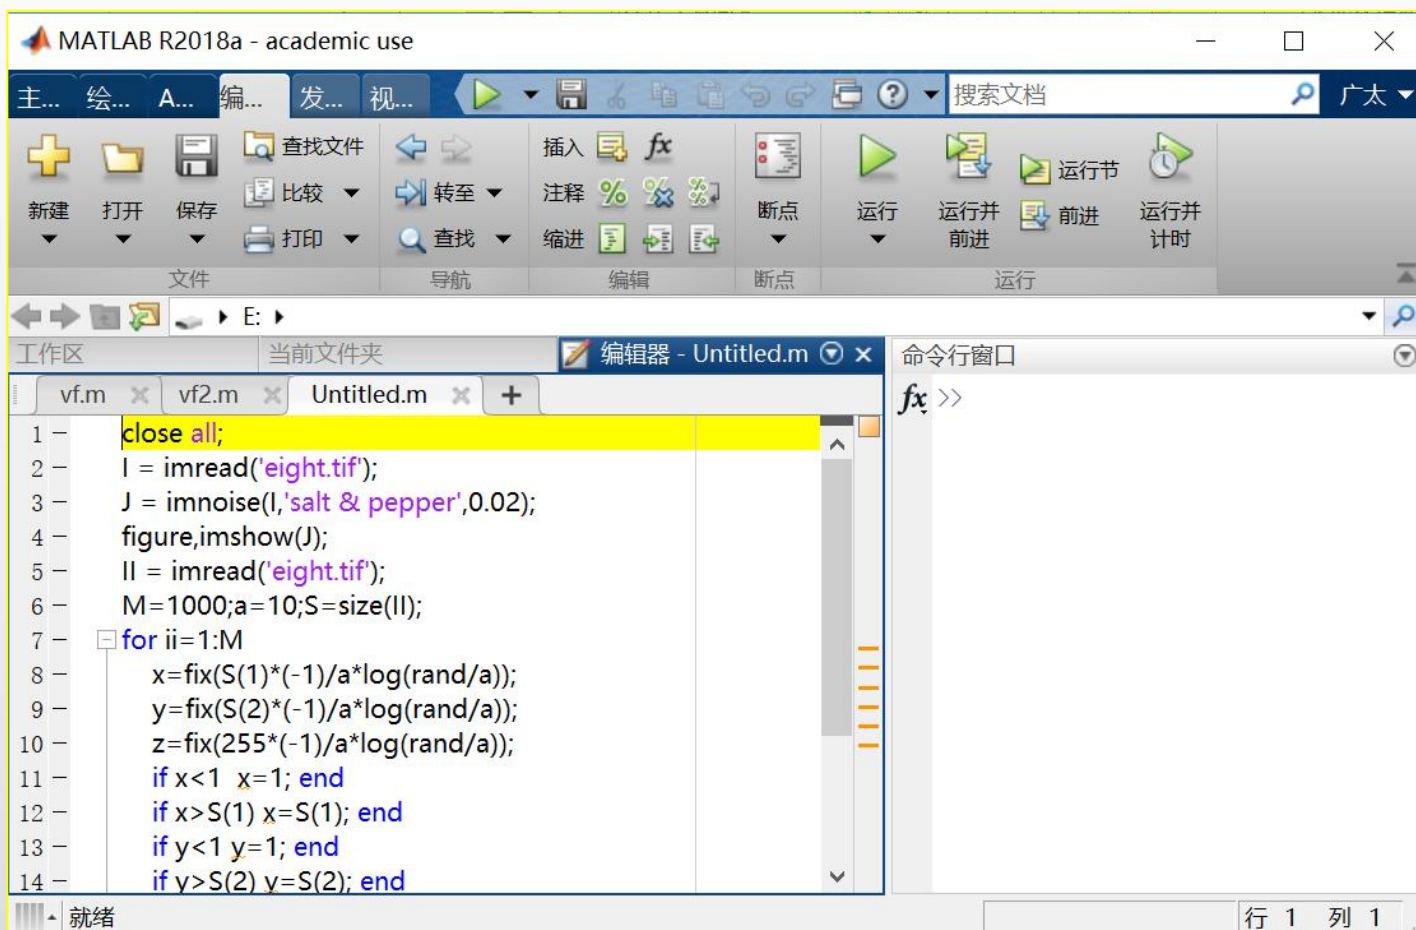 MATLAB R2018a - academic use
主... 绘... A... 编... 发... 视... 搜索文档 广太
查找文件 插入 fx
比较 转至 注释 运行节
新建 打开 保存 打印 查找 缩进 断点 运行 运行并前进 前进 运行并计时
文件 导航 编辑 断点 运行
E:
工作区 当前文件夹 编辑器 - Untitled.m 命令行窗口
vf.m vf2.m Untitled.m + fx >>
1 close all;
2 I = imread('eight.tif');
3 J = imnoise(I,'salt & pepper',0.02);
4 figure,imshow(J);
5 II = imread('eight.tif');
6 M=1000;a=10;S=size(II);
7 for ii=1:M
8 x=fix(S(1)*(-1)/a*log(rand/a));
9 y=fix(S(2)*(-1)/a*log(rand/a));
10 z=fix(255*(-1)/a*log(rand/a));
11 if x<1 x=1; end
12 if x>S(1) x=S(1); end
13 if y<1 y=1; end
14 if y>S(2) y=S(2); end
就绪 行 1 列 1